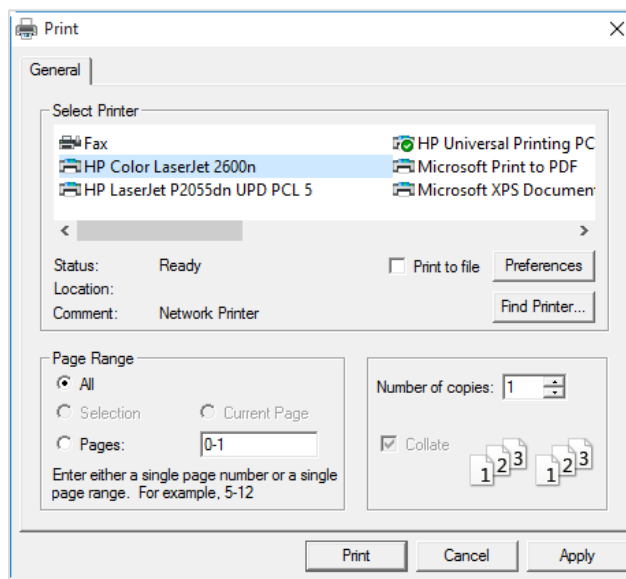 Print
General
Select Printer
Fax
HP Color LaserJet 2600n
HP LaserJet P2055dn UPD PCL 5
HP Universal Printing PC
Microsoft Print to PDF
Microsoft XPS Documen
Status: Ready
Print to file
Preferences
Location:
Comment: Network Printer
Find Printer...
Page Range
All
Selection
Current Page
Pages: 0-1
Enter either a single page number or a single
page range. For example, 5-12
Number of copies: 1
Collate
1 2 3 1 2 3
Print
Cancel
Apply